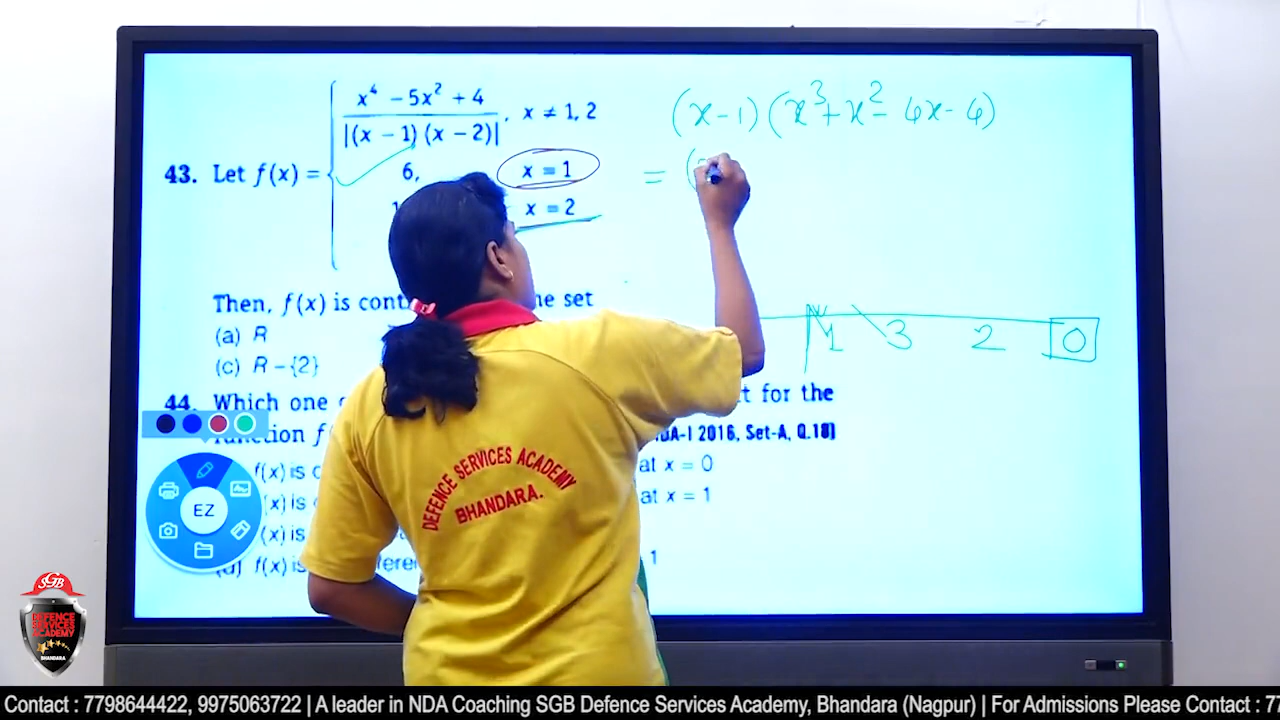 x⁴ - 5x² + 4
|(x - 1) (x - 2)|, x ≠ 1, 2
43. Let f(x) =
6, x = 1
x = 2
(x-1)(x³+x²-4x-4)
= (
Then, f(x) is set
(a) R
(c) R - {2}
1 3 2 0
44. Which one for the
f
2016, Set-A, Q.18]
f(x) is at x = 0
(x) is at x = 1
(x) is
f(x) is 1
EZ
DEFENCE SERVICES ACADEMY
BHANDARA.
SGB
DEFENCE SERVICES ACADEMY
BHANDARA
Contact : 7798644422, 9975063722 | A leader in NDA Coaching SGB Defence Services Academy, Bhandara (Nagpur) | For Admissions Please Contact : 77